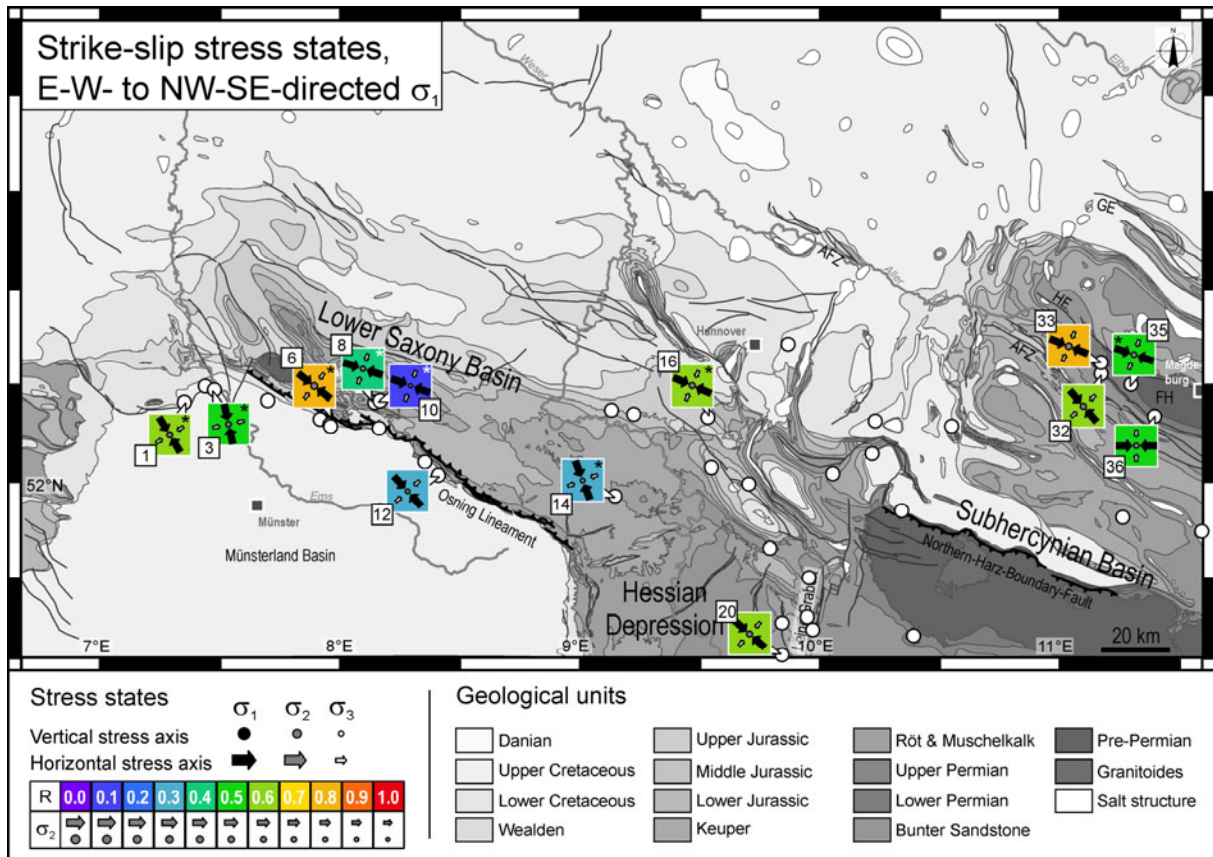 Strike-slip stress states,
E-W- to NW-SE-directed σ1
N
Weser
Elbe
GE
AFZ
Aller
HF
33
35
Lower Saxony Basin
Hannover
8
6
16
AFZ
Magde-
burg
10
FH
1
3
32
36
52°N
12
14
Ems
Osning Lineament
Münster
Subhercynian Basin
Münsterland Basin
Northern-Harz-Boundary-Fault
Hessian
Depression
20
7°E
8°E
9°E
10°E
11°E
20 km
Stress states
σ1 σ2 σ3
Vertical stress axis
Horizontal stress axis
R 0.0 0.1 0.2 0.3 0.4 0.5 0.6 0.7 0.8 0.9 1.0
σ2
Geological units
Danian
Upper Cretaceous
Lower Cretaceous
Wealden
Upper Jurassic
Middle Jurassic
Lower Jurassic
Keuper
Röt & Muschelkalk
Upper Permian
Lower Permian
Bunter Sandstone
Pre-Permian
Granitoides
Salt structure